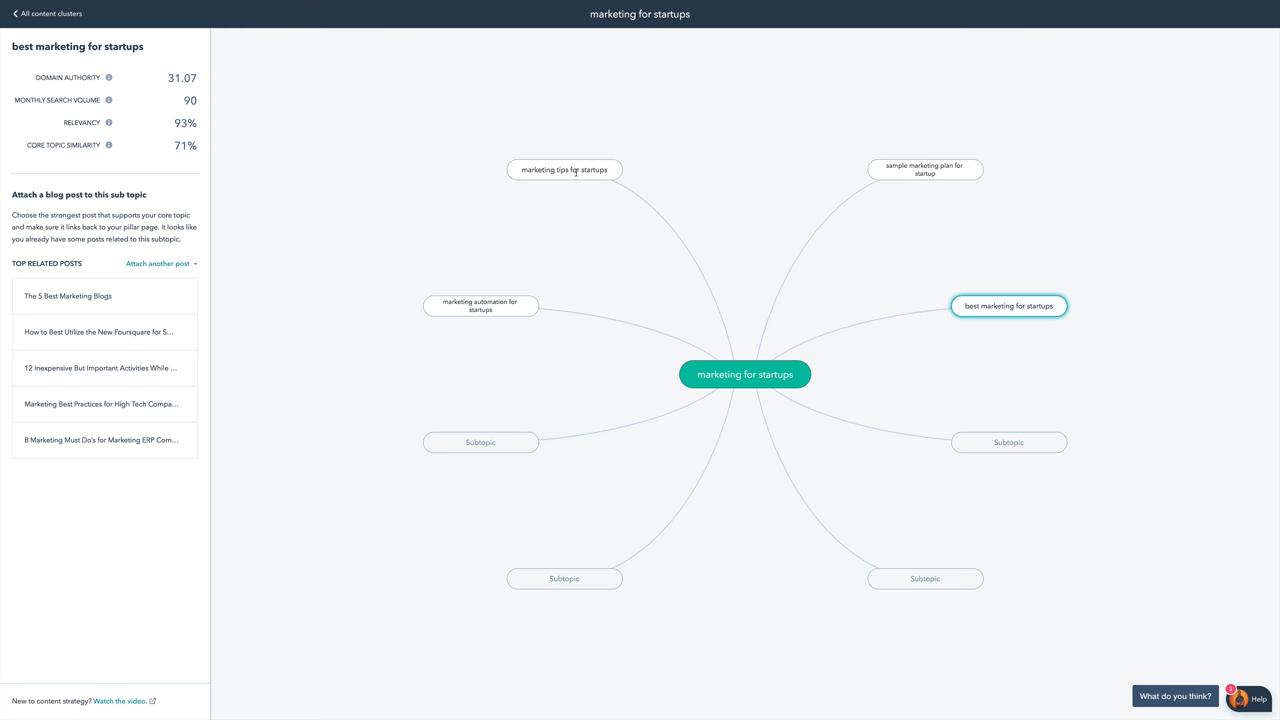 All content clusters
marketing for startups
best marketing for startups
DOMAIN AUTHORITY 31.07
MONTHLY SEARCH VOLUME 90
RELEVANCY 93%
CORE TOPIC SIMILARITY 71%
Attach a blog post to this sub topic
Choose the strongest post that supports your core topic
and make sure it links back to your pillar page. It looks like
you already have some posts related to this subtopic.
TOP RELATED POSTS Attach another post
The 5 Best Marketing Blogs
How to Best Utilize the New Foursquare for S...
12 Inexpensive But Important Activities While ...
Marketing Best Practices for High Tech Compa...
8 Marketing Must Do's for Marketing ERP Com...
New to content strategy? Watch the video.
marketing tips for startups
sample marketing plan for
startup
marketing automation for
startups
best marketing for startups
marketing for startups
Subtopic
Subtopic
Subtopic
Subtopic
What do you think?
3
Help